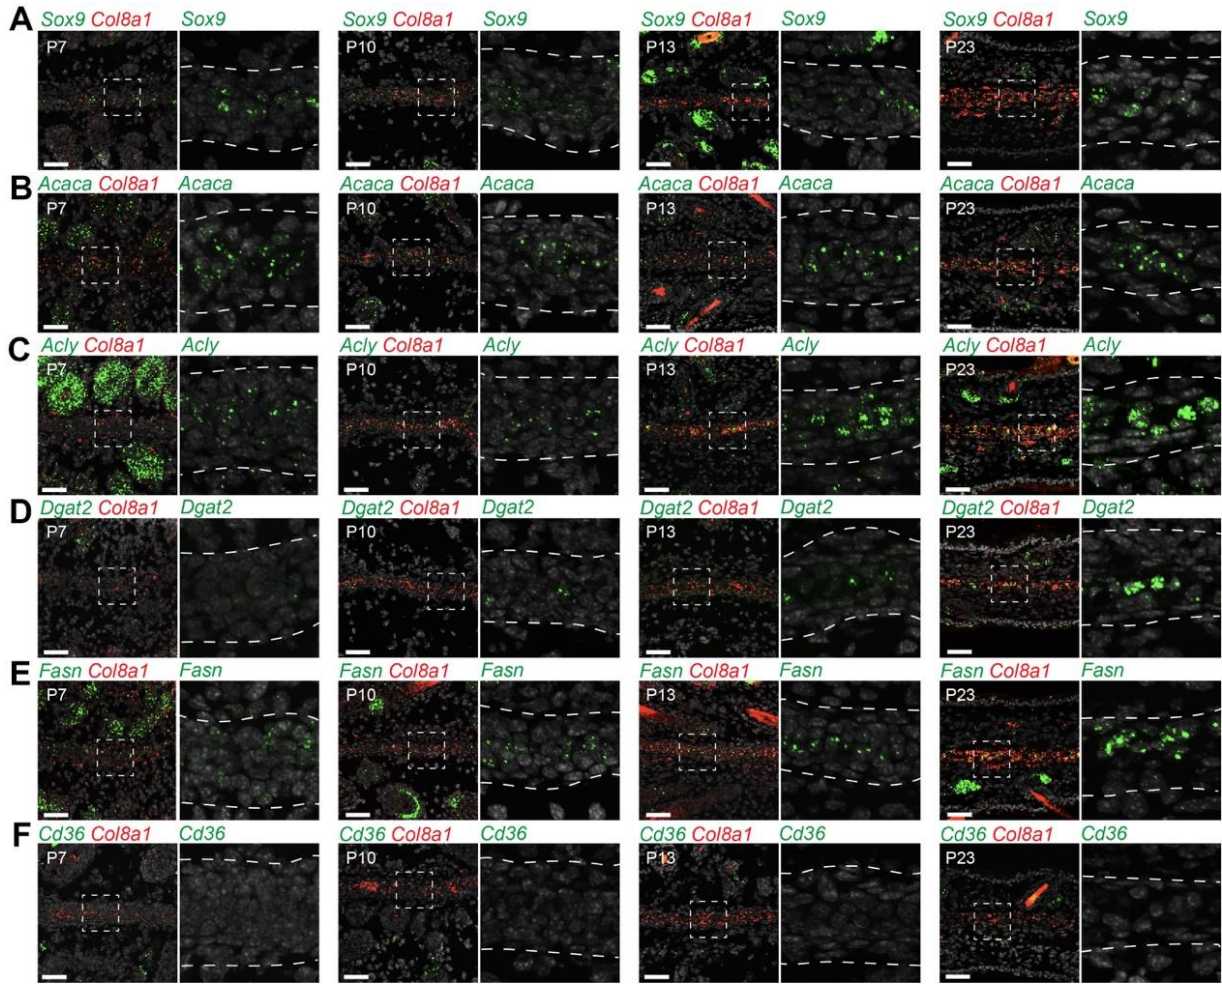 A Sox9 Col8a1 Sox9 Sox9 Col8a1 Sox9 Sox9 Col8a1 Sox9 Sox9 Col8a1 Sox9
P7 P10 P13 P23
B Acaca Col8a1 Acaca Acaca Col8a1 Acaca Acaca Col8a1 Acaca Acaca Col8a1 Acaca
P7 P10 P13 P23
C Acly Col8a1 Acly Acly Col8a1 Acly Acly Col8a1 Acly Acly Col8a1 Acly
P7 P10 P13 P23
D Dgat2 Col8a1 Dgat2 Dgat2 Col8a1 Dgat2 Dgat2 Col8a1 Dgat2 Dgat2 Col8a1 Dgat2
P7 P10 P13 P23
E Fasn Col8a1 Fasn Fasn Col8a1 Fasn Fasn Col8a1 Fasn Fasn Col8a1 Fasn
P7 P10 P13 P23
F Cd36 Col8a1 Cd36 Cd36 Col8a1 Cd36 Cd36 Col8a1 Cd36 Cd36 Col8a1 Cd36
P7 P10 P13 P23